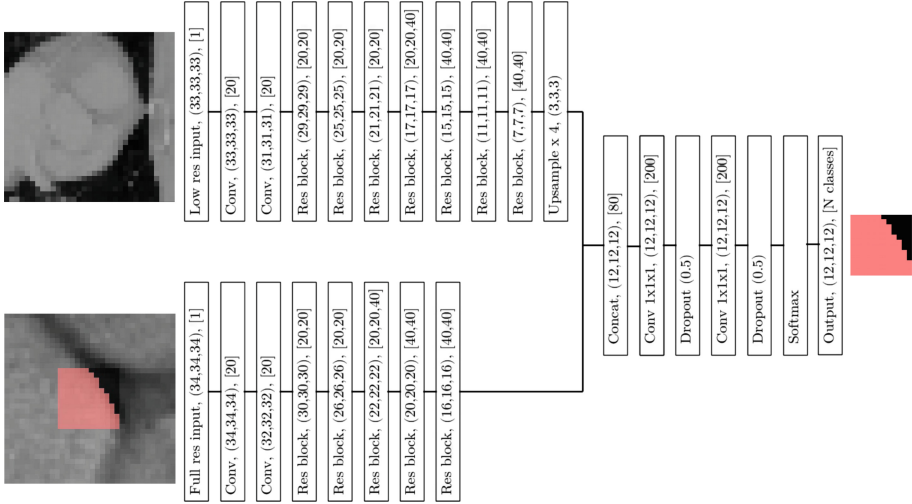 Low res input, (33,33,33), [1]
Conv, (33,33,33), [20]
Conv, (31,31,31), [20]
Res block, (29,29,29), [20,20]
Res block, (25,25,25), [20,20]
Res block, (21,21,21), [20,20]
Res block, (17,17,17), [20,20,40]
Res block, (15,15,15), [40,40]
Res block, (11,11,11), [40,40]
Res block, (7,7,7), [40,40]
Upsample x 4, (3,3,3)
Full res input, (34,34,34), [1]
Conv, (34,34,34), [20]
Conv, (32,32,32), [20]
Res block, (30,30,30), [20,20]
Res block, (26,26,26), [20,20]
Res block, (22,22,22), [20,20,40]
Res block, (20,20,20), [40,40]
Res block, (16,16,16), [40,40]
Concat, (12,12,12), [80]
Conv 1x1x1, (12,12,12), [200]
Dropout (0.5)
Conv 1x1x1, (12,12,12), [200]
Dropout (0.5)
Softmax
Output, (12,12,12), [N classes]